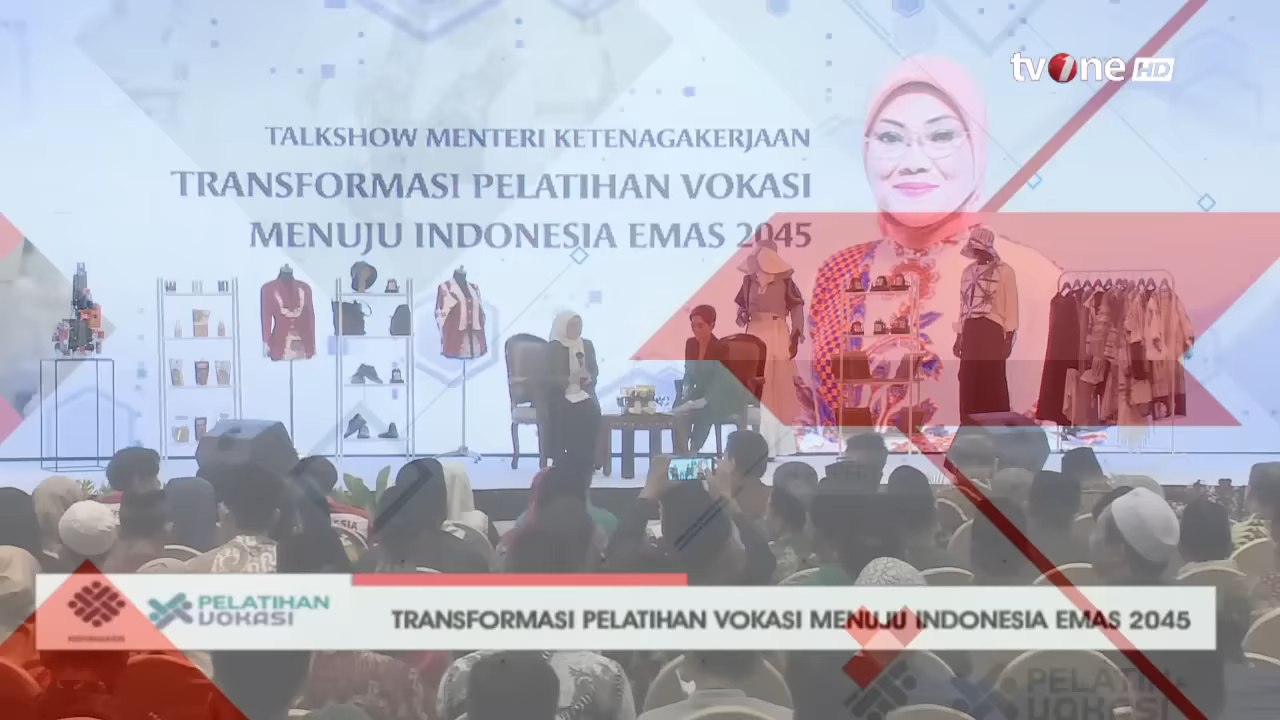 tvOne HD
TALKSHOW MENTERI KETENAGAKERJAAN
TRANSFORMASI PELATIHAN VOKASI
MENUJU INDONESIA EMAS 2045
PELATIHAN
VOKASI
TRANSFORMASI PELATIHAN VOKASI MENUJU INDONESIA EMAS 2045
VOKASI